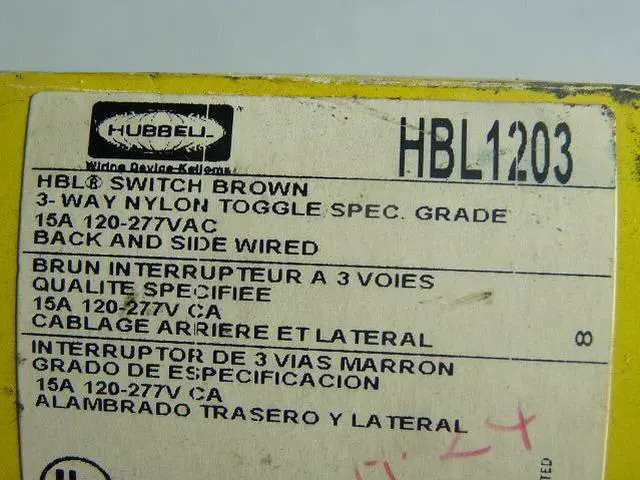 HUBBELL
HBL1203
Wiring Device-Kellems
HBL® SWITCH BROWN
3-WAY NYLON TOGGLE SPEC. GRADE
15A 120-277VAC
BACK AND SIDE WIRED
BRUN INTERRUPTEUR A 3 VOIES
QUALITE SPECIFIEE
15A 120-277V CA
CABLAGE ARRIERE ET LATERAL
8
INTERRUPTOR DE 3 VIAS MARRON
GRADO DE ESPECIFICACION
15A 120-277V CA
ALAMBRADO TRASERO Y LATERAL
UL